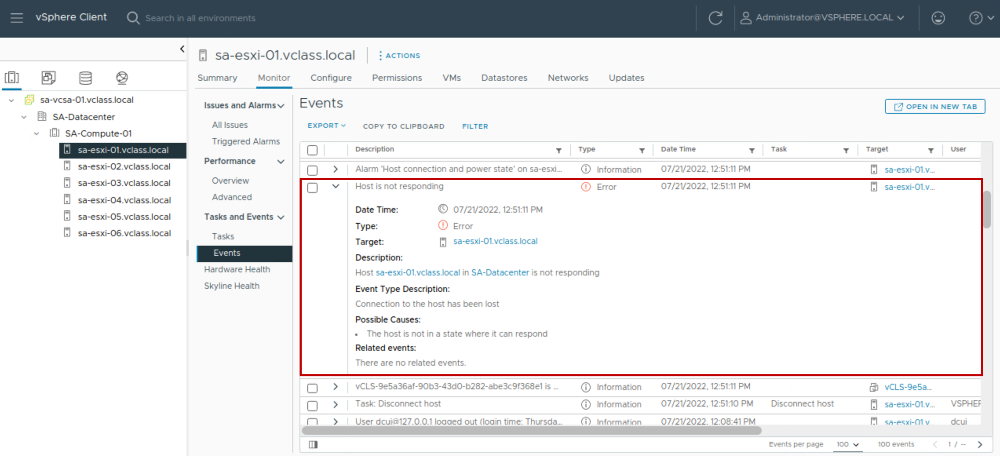 vSphere Client
Search in all environments
Administrator@VSPHERE.LOCAL
sa-vcsa-01.vclass.local
SA-Datacenter
SA-Compute-01
sa-esxi-01.vclass.local
sa-esxi-02.vclass.local
sa-esxi-03.vclass.local
sa-esxi-04.vclass.local
sa-esxi-05.vclass.local
sa-esxi-06.vclass.local
sa-esxi-01.vclass.local
ACTIONS
Summary Monitor Configure Permissions VMs Datastores Networks Updates
Issues and Alarms
All Issues
Triggered Alarms
Performance
Overview
Advanced
Tasks and Events
Tasks
Events
Hardware Health
Skyline Health
Events
OPEN IN NEW TAB
EXPORT COPY TO CLIPBOARD FILTER
Description Type Date Time Task Target User
Alarm 'Host connection and power state' on sa-esxi... Information 07/21/2022, 12:51:11 PM sa-esxi-01.v...
Host is not responding Error 07/21/2022, 12:51:11 PM sa-esxi-01.v...
Date Time: 07/21/2022, 12:51:11 PM
Type: Error
Target: sa-esxi-01.vclass.local
Description:
Host sa-esxi-01.vclass.local in SA-Datacenter is not responding
Event Type Description:
Connection to the host has been lost
Possible Causes:
• The host is not in a state where it can respond
Related events:
There are no related events.
vCLS-9e5a36af-90b3-43d0-b282-abe3c9f368e1 is ... Information 07/21/2022, 12:51:11 PM vCLS-9e5a...
Task: Disconnect host Information 07/21/2022, 12:51:10 PM Disconnect host sa-esxi-01.v... VSPHER
User dcui@127.0.0.1 logged out (login time: Thursda... Information 07/21/2022, 12:08:41 PM sa-esxi-01.v dcui
Events per page 100 100 events 1 / --